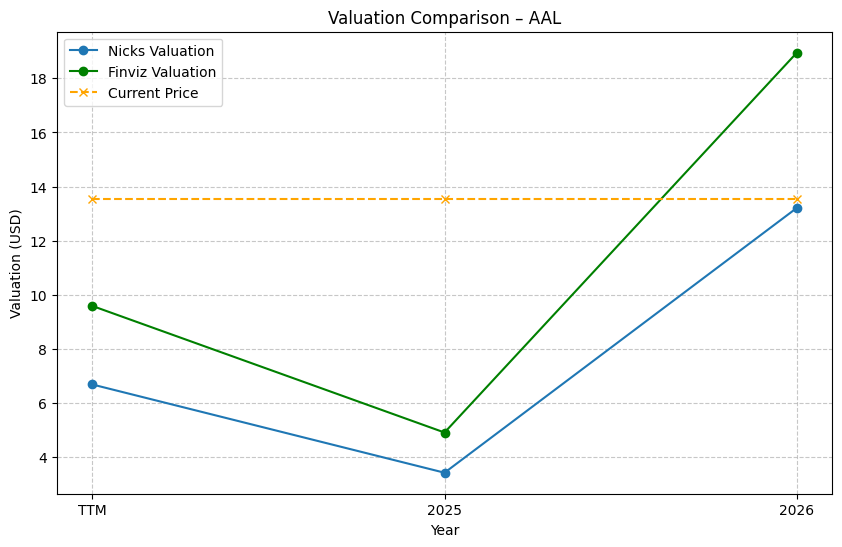 Valuation Comparison – AAL
Nicks Valuation
Finviz Valuation
Current Price
Valuation (USD)
18
16
14
12
10
8
6
4
TTM
2025
2026
Year